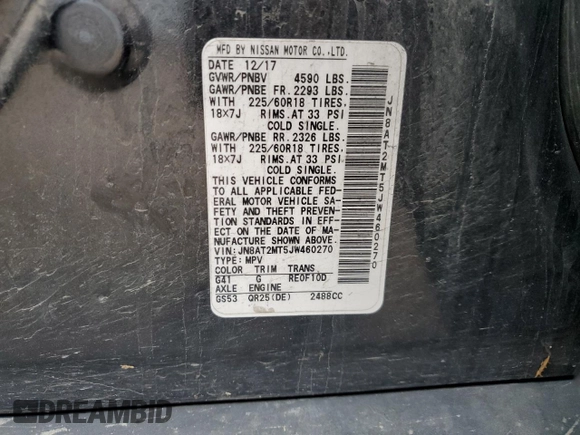 MFD BY NISSAN MOTOR CO.,LTD.
DATE 12/17
GVWR/PNBV 4590 LBS.
GAWR/PNBE FR. 2293 LBS.
WITH 225/60R18 TIRES.
18X7J RIMS.AT 33 PSI
COLD SINGLE.
GAWR/PNBE RR. 2326 LBS.
WITH 225/60R18 TIRES.
18X7J RIMS.AT 33 PSI.
COLD SINGLE.
THIS VEHICLE CONFORMS
TO ALL APPLICABLE FED-
ERAL MOTOR VEHICLE SA-
FETY AND THEFT PREVEN-
TION STANDARDS IN EFF-
ECT ON THE DATE OF MA-
NUFACTURE SHOWN ABOVE.
VIN: JN8AT2MT5JW460270
TYPE: MPV
COLOR TRIM TRANS
G41 G RE0F10D
AXLE ENGINE
GS53 QR25(DE) 2488CC
JN8AT2MT5JW460270
DREAMBID